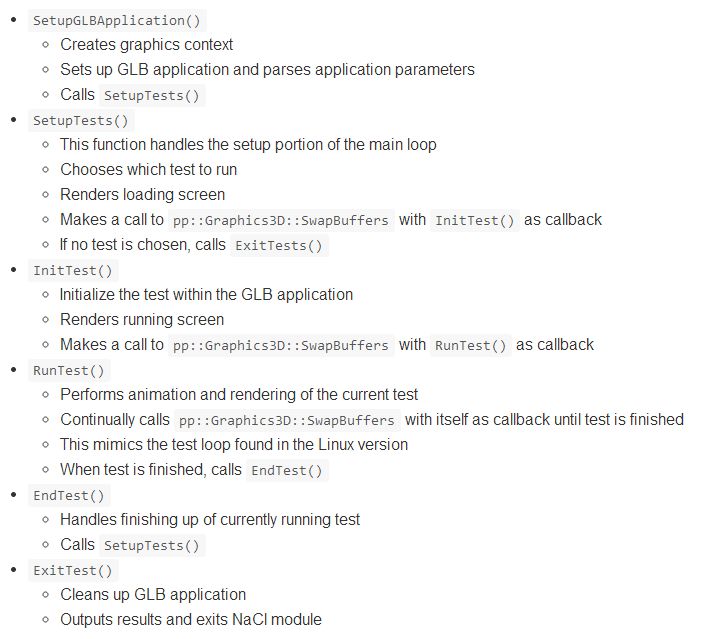 SetupGLBApplication()
Creates graphics context
Sets up GLB application and parses application parameters
Calls SetupTests()
SetupTests()
This function handles the setup portion of the main loop
Chooses which test to run
Renders loading screen
Makes a call to pp::Graphics3D::SwapBuffers with InitTest() as callback
If no test is chosen, calls ExitTests()
InitTest()
Initialize the test within the GLB application
Renders running screen
Makes a call to pp::Graphics3D::SwapBuffers with RunTest() as callback
RunTest()
Performs animation and rendering of the current test
Continually calls pp::Graphics3D::SwapBuffers with itself as callback until test is finished
This mimics the test loop found in the Linux version
When test is finished, calls EndTest()
EndTest()
Handles finishing up of currently running test
Calls SetupTests()
ExitTest()
Cleans up GLB application
Outputs results and exits NaCl module